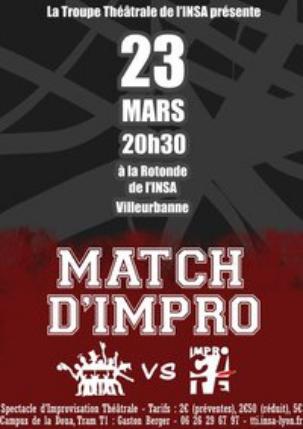 La Troupe Théâtrale de l'INSA présente
23
MARS
20h30
à la Rotonde
de l'INSA
Villeurbanne
MATCH
D'IMPRO
VS
IMPRO
Spectacle d'Improvisation Théâtrale - Tarifs : 2€ (préventes), 2€50 (réduit), 5€
Campus de la Doua, Tram T1 : Gaston Berger - 06 26 29 67 97 - tti.insa-lyon.fr